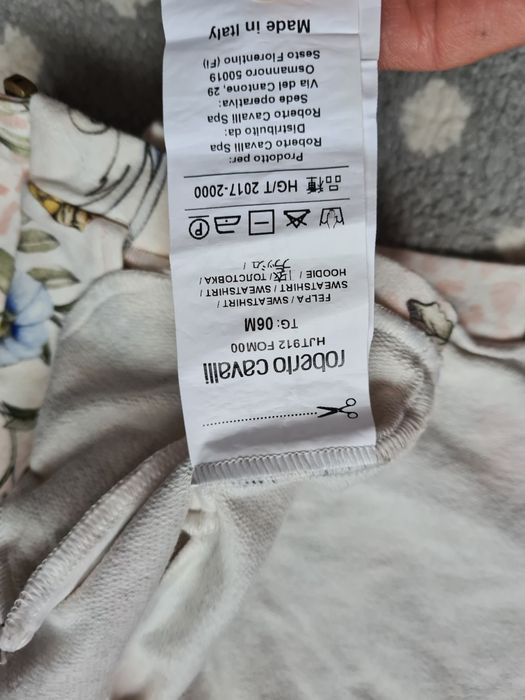 roberto cavalli
HJT912 FOM00
TG: 06M
FELPA / SWEATSHIRT /
SWEATSHIRT / SWEATSHIRT /
HOODIE / ТОЛСТОВКА /
P
品種 HG/T 2017-2000
Prodotto per:
Roberto Cavalli Spa
Distribuito da:
Roberto Cavalli Spa
Sede operativa:
Via del Cantone, 29
Osmannoro 50019
Sesto Fiorentino (FI)
Made in Italy